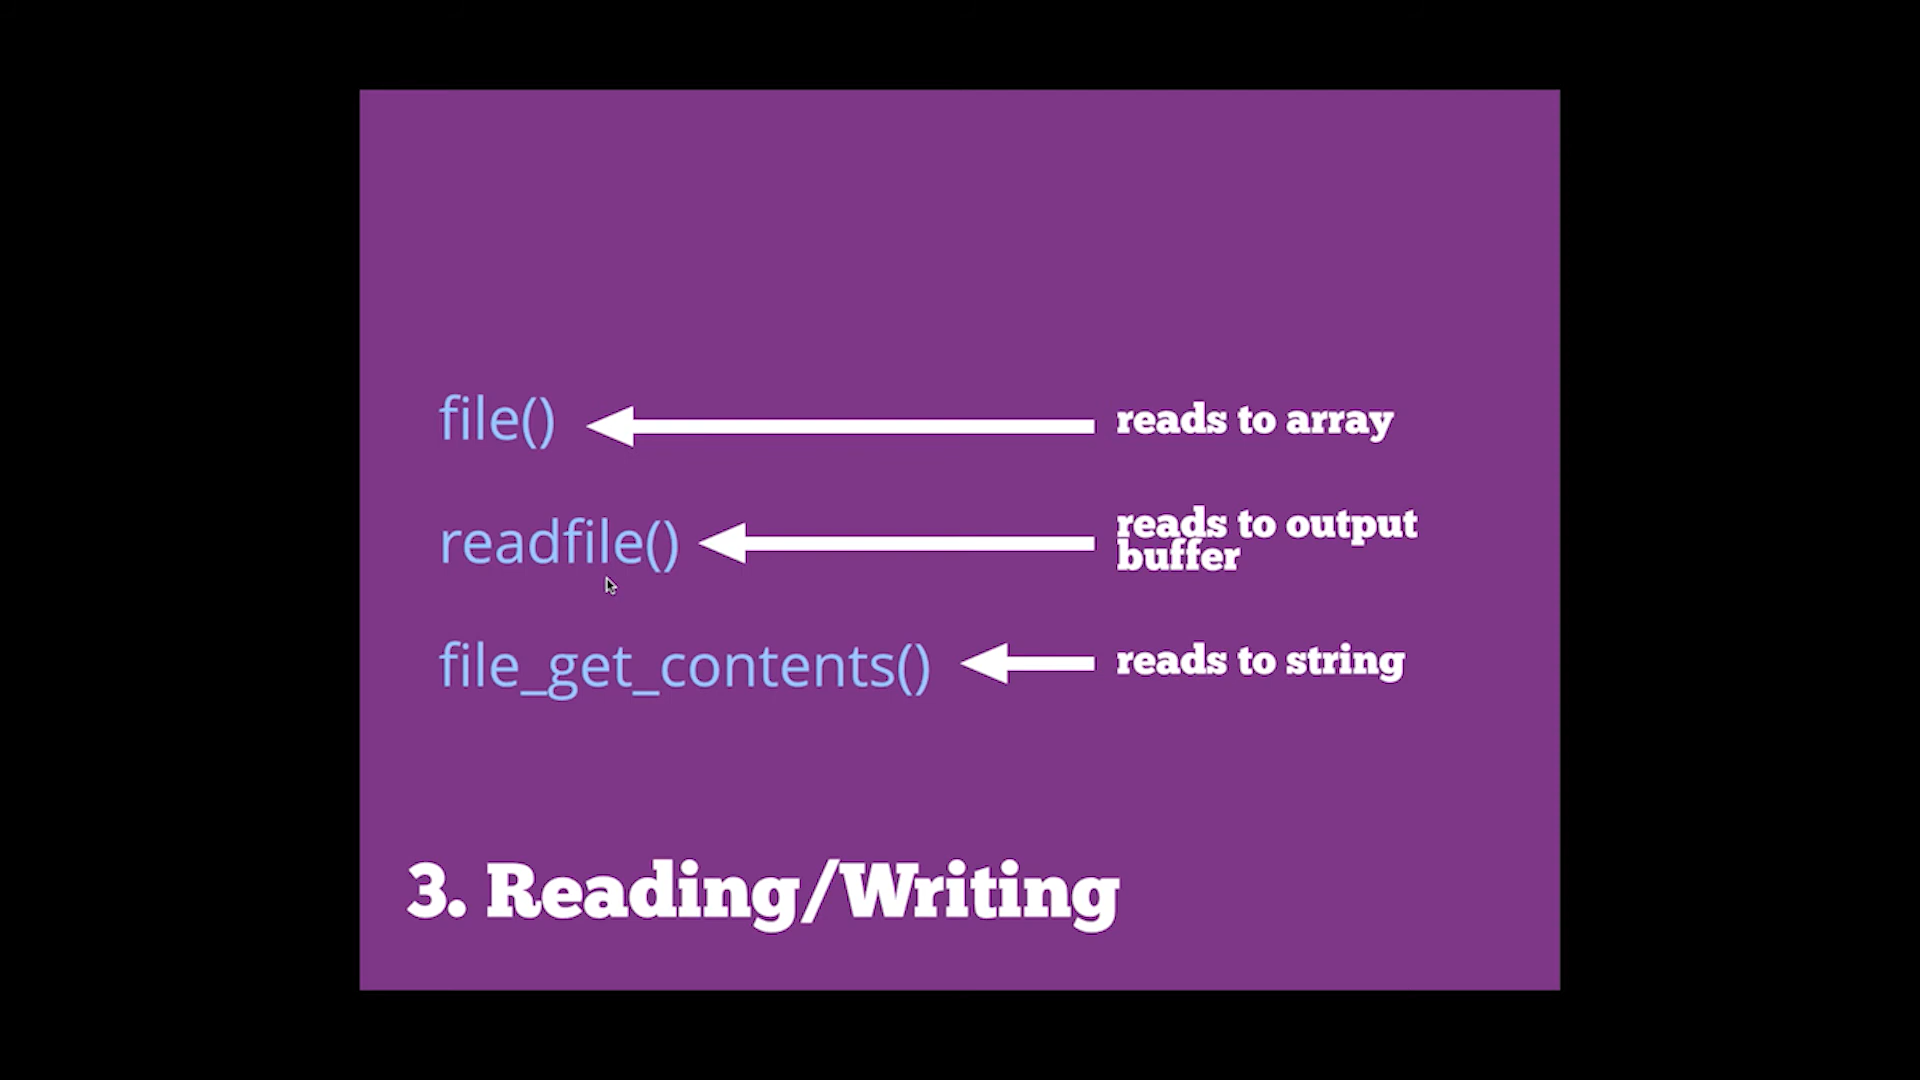 file()
reads to array
readfile()
reads to output
buffer
file_get_contents()
reads to string
3. Reading/Writing